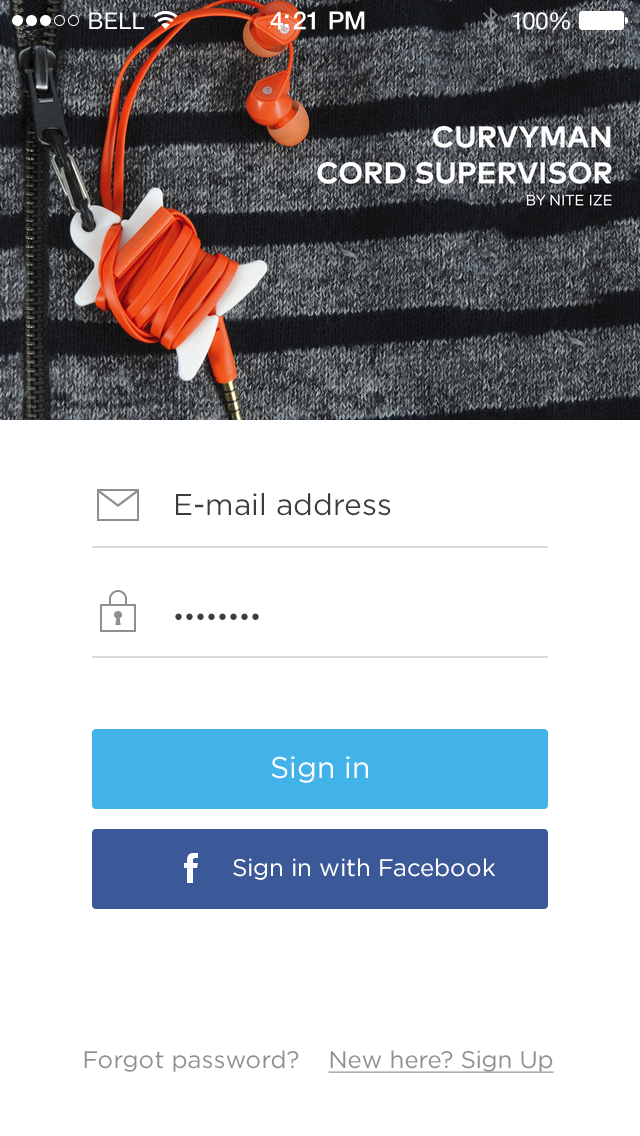 BELL 4:21 PM 100%
CURVYMAN
CORD SUPERVISOR
BY NITE IZE
E-mail address
••••••••
Sign in
f Sign in with Facebook
Forgot password? New here? Sign Up